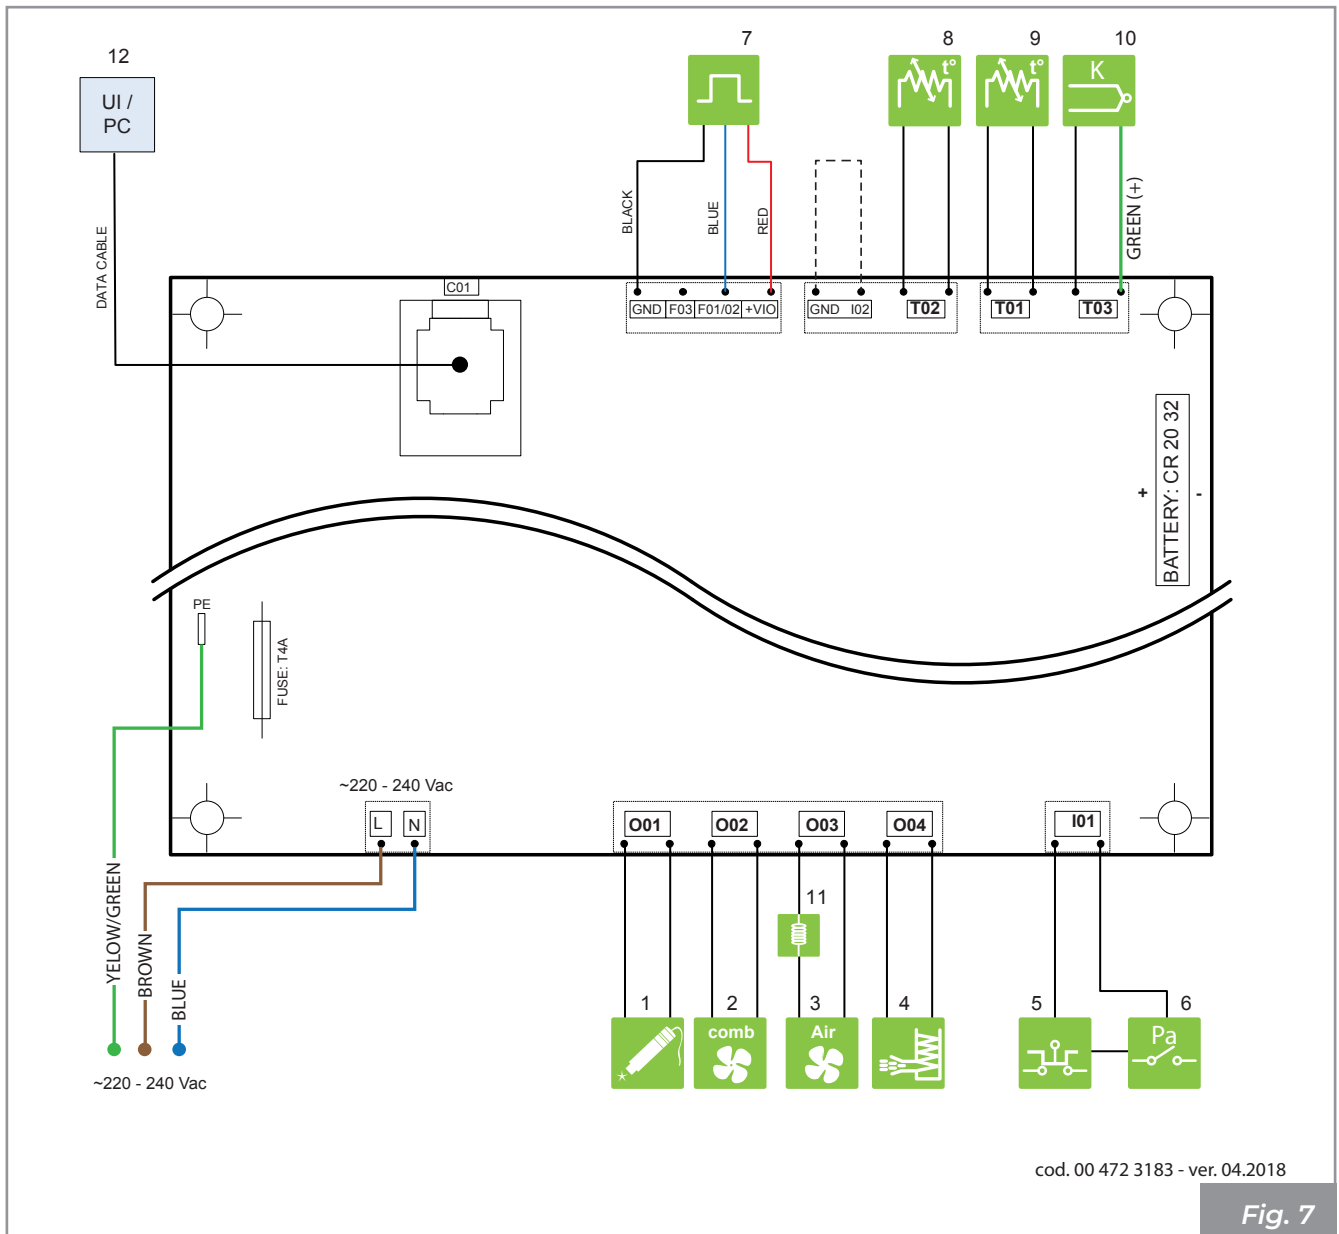 12
7
8
9
10
UI /
PC
t°
t°
K
DATA CABLE
BLACK
BLUE
RED
GREEN (+)
C01
GND F03 F01/02 +VIO
GND I02
T02
T01
T03
BATTERY: CR 20 32
+
-
PE
FUSE: T4A
~220 - 240 Vac
L
N
O01
O02
O03
O04
I01
YELOW/GREEN
BROWN
BLUE
11
1
2
3
4
5
6
comb
Air
Pa
~220 - 240 Vac
cod. 00 472 3183 - ver. 04.2018
Fig. 7